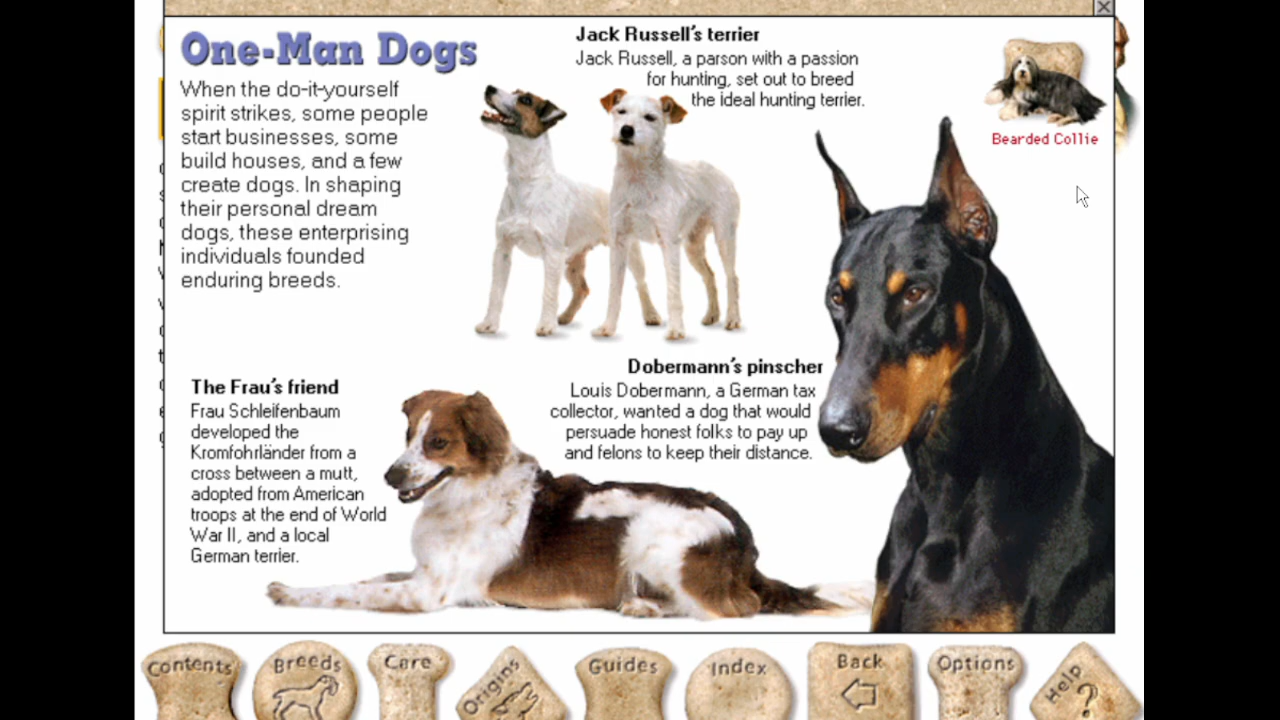 One-Man Dogs
When the do-it-yourself
spirit strikes, some people
start businesses, some
build houses, and a few
create dogs. In shaping
their personal dream
dogs, these enterprising
individuals founded
enduring breeds.
Jack Russell's terrier
Jack Russell, a parson with a passion
for hunting, set out to breed
the ideal hunting terrier.
Bearded Collie
Dobermann's pinscher
Louis Dobermann, a German tax
collector, wanted a dog that would
persuade honest folks to pay up
and felons to keep their distance.
The Frau's friend
Frau Schleifenbaum
developed the
Kromfohrländer from a
cross between a mutt,
adopted from American
troops at the end of World
War II, and a local
German terrier.
Contents
Breeds
Care
Origins
Guides
Index
Back
Options
Help
?